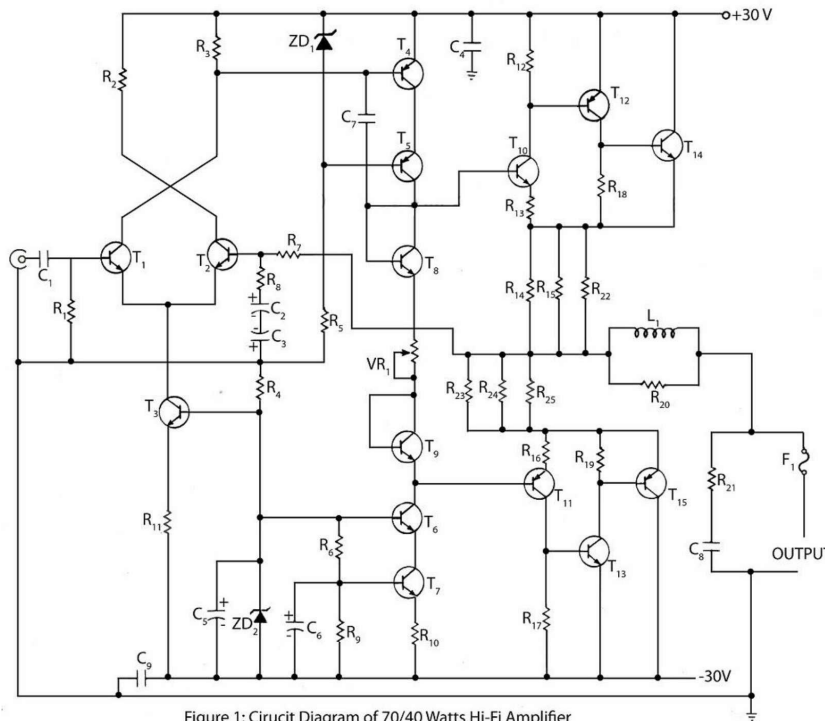 +30 V
ZD1
R3
T4
C4
R12
R2
T12
C7
T10
T14
T5
R18
R13
R7
T1
T2
T8
C1
R8
R14
R15
R22
L1
R1
C2
R5
C3
VR1
R4
R23
R24
R25
R20
T3
T9
R16
R19
F1
T11
T15
R21
R11
R6
T6
T13
C8
OUTPUT
T7
C5
ZD2
C6
R9
R10
R17
C9
-30V
Figure 1: Cirucit Diagram of 70/40 Watts Hi-Fi Amplifier